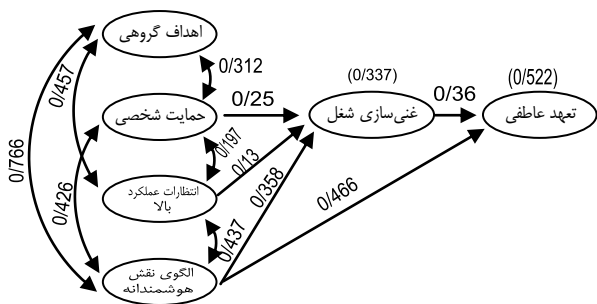 اهداف گروهی
0/312
0/457
(0/337)
(0/522)
0/36
0/25
حمایت شخصی
غنی‌سازی شغل
تعهد عاطفی
0/197
0/13
0/766
0/426
انتظارات عملکرد
بالا
0/358
0/466
0/437
الگوی نقش
هوشمندانه